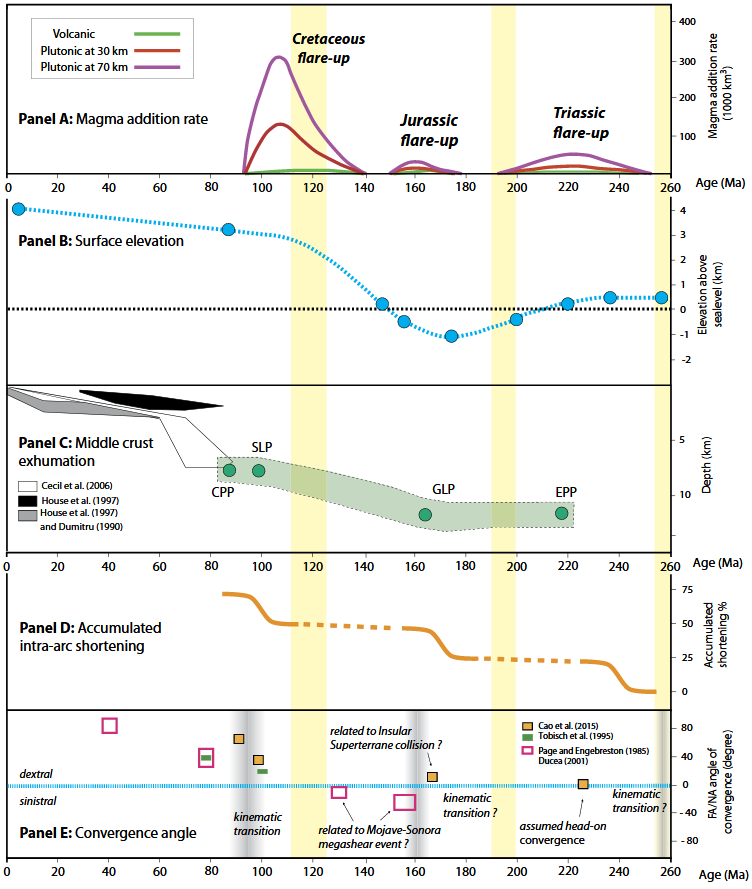 Volcanic
Plutonic at 30 km
Plutonic at 70 km
Cretaceous
flare-up
Jurassic
flare-up
Triassic
flare-up
Panel A: Magma addition rate
400
300
200
100
Magma addition rate
(1000 km³)
0 20 40 60 80 100 120 140 160 180 200 220 240 260
Age (Ma)
Panel B: Surface elevation
4
3
2
1
0
-1
-2
Elevation above
sealevel (km)
Panel C: Middle crust
exhumation
Cecil et al. (2006)
House et al. (1997)
House et al. (1997)
and Dumitru (1990)
CPP
SLP
GLP
EPP
5
10
Depth (km)
0 20 40 60 80 100 120 140 160 180 200 220 240 260
Age (Ma)
Panel D: Accumulated
intra-arc shortening
75
50
25
0
Accumulated
shortening %
dextral
sinistral
Panel E: Convergence angle
kinematic
transition
related to Insular
Superterrane collision ?
related to Mojave-Sonora
megashear event ?
kinematic
transition ?
assumed head-on
convergence
kinematic
transition ?
Cao et al. (2015)
Tobisch et al. (1995)
Page and Engebreston (1985)
Ducea (2001)
80
40
0
- 40
- 80
FA/NA angle of
convergence (degree)
0 20 40 60 80 100 120 140 160 180 200 220 240 260
Age (Ma)